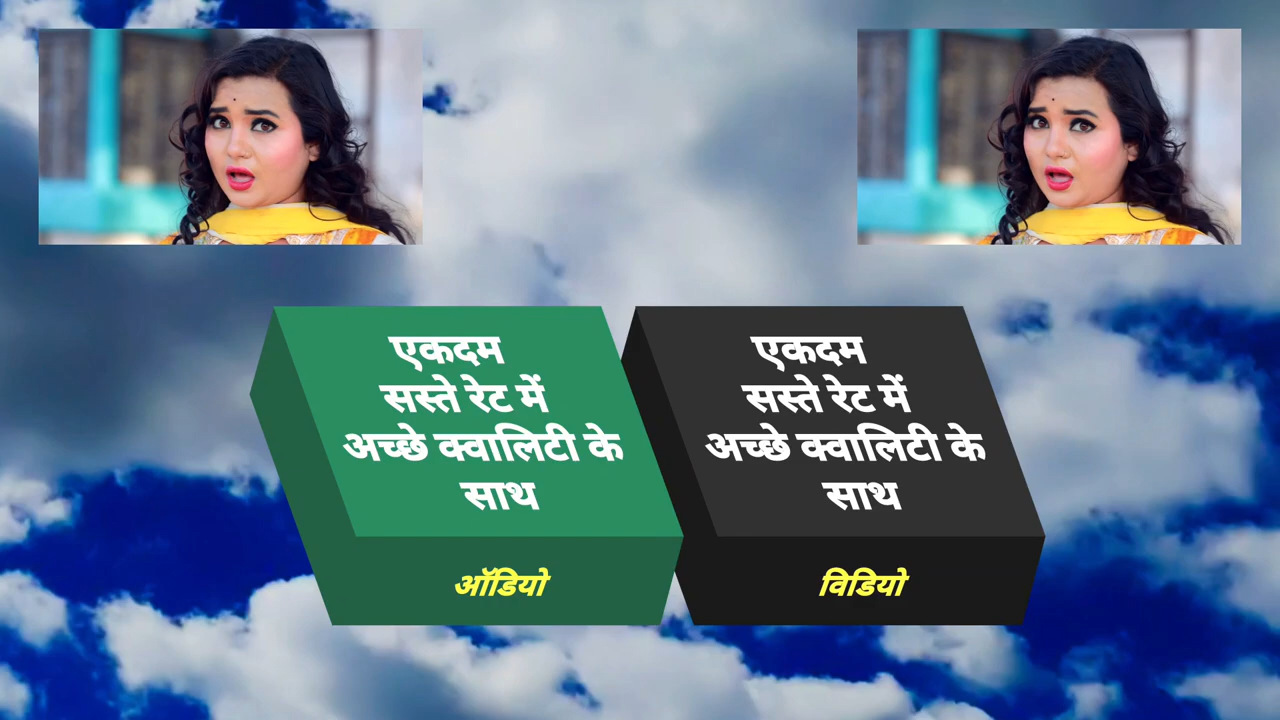 एकदम
सस्ते रेट में
अच्छे क्वालिटी के
साथ
ऑडियो
एकदम
सस्ते रेट में
अच्छे क्वालिटी के
साथ
विडियो